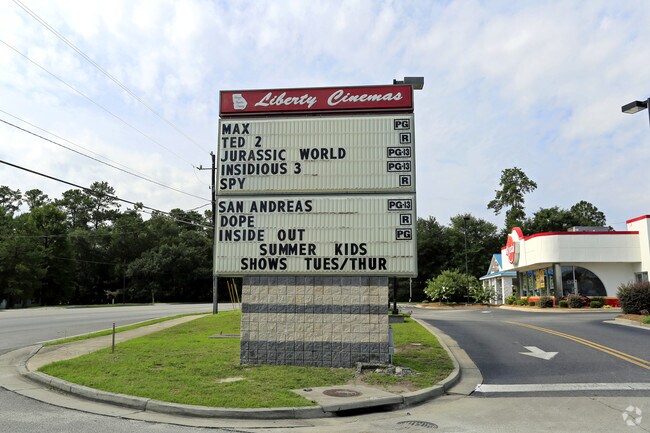 Liberty Cinemas
MAX PG
TED 2 R
JURASSIC WORLD PG-13
INSIDIOUS 3 PG-13
SPY R
SAN ANDREAS PG-13
DOPE R
INSIDE OUT PG
SUMMER KIDS
SHOWS TUES/THUR